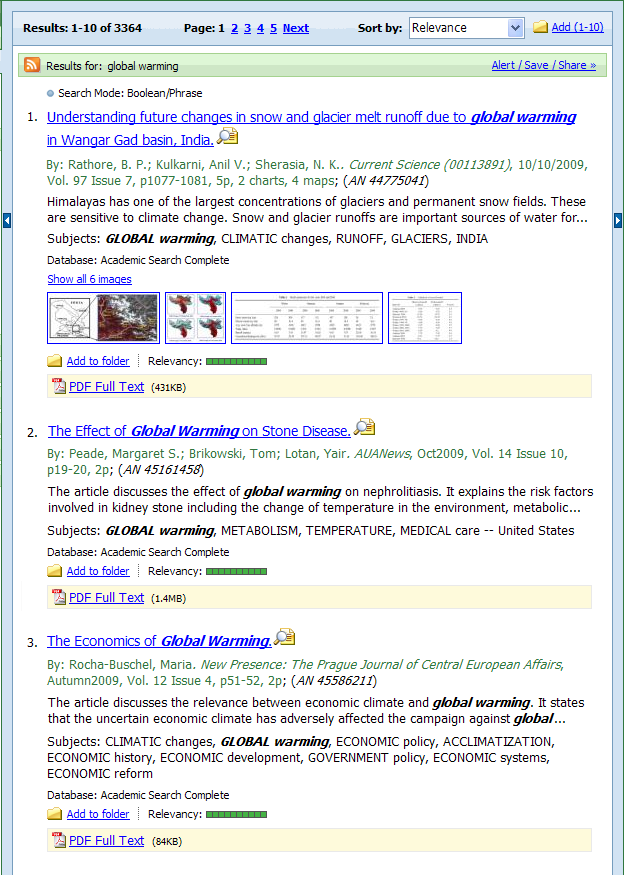 Results: 1-10 of 3364 Page: 1 2 3 4 5 Next Sort by: Relevance Add (1-10)
Results for: global warming Alert / Save / Share »
Search Mode: Boolean/Phrase
1. Understanding future changes in snow and glacier melt runoff due to global warming
in Wangar Gad basin, India.
By: Rathore, B. P.; Kulkarni, Anil V.; Sherasia, N. K.. Current Science (00113891), 10/10/2009,
Vol. 97 Issue 7, p1077-1081, 5p, 2 charts, 4 maps; (AN 44775041)
Himalayas has one of the largest concentrations of glaciers and permanent snow fields. These
are sensitive to climate change. Snow and glacier runoffs are important sources of water for...
Subjects: GLOBAL warming, CLIMATIC changes, RUNOFF, GLACIERS, INDIA
Database: Academic Search Complete
Show all 6 images
Add to folder Relevancy:
PDF Full Text (431KB)
2. The Effect of Global Warming on Stone Disease.
By: Peade, Margaret S.; Brikowski, Tom; Lotan, Yair. AUANews, Oct2009, Vol. 14 Issue 10,
p19-20, 2p; (AN 45161458)
The article discusses the effect of global warming on nephrolitiasis. It explains the risk factors
involved in kidney stone including the change of temperature in the environment, metabolic...
Subjects: GLOBAL warming, METABOLISM, TEMPERATURE, MEDICAL care -- United States
Database: Academic Search Complete
Add to folder Relevancy:
PDF Full Text (1.4MB)
3. The Economics of Global Warming.
By: Rocha-Buschel, Maria. New Presence: The Prague Journal of Central European Affairs,
Autumn2009, Vol. 12 Issue 4, p51-52, 2p; (AN 45586211)
The article discusses the relevance between economic climate and global warming. It states
that the uncertain economic climate has adversely affected the campaign against global...
Subjects: CLIMATIC changes, GLOBAL warming, ECONOMIC policy, ACCLIMATIZATION,
ECONOMIC history, ECONOMIC development, GOVERNMENT policy, ECONOMIC systems,
ECONOMIC reform
Database: Academic Search Complete
Add to folder Relevancy:
PDF Full Text (84KB)